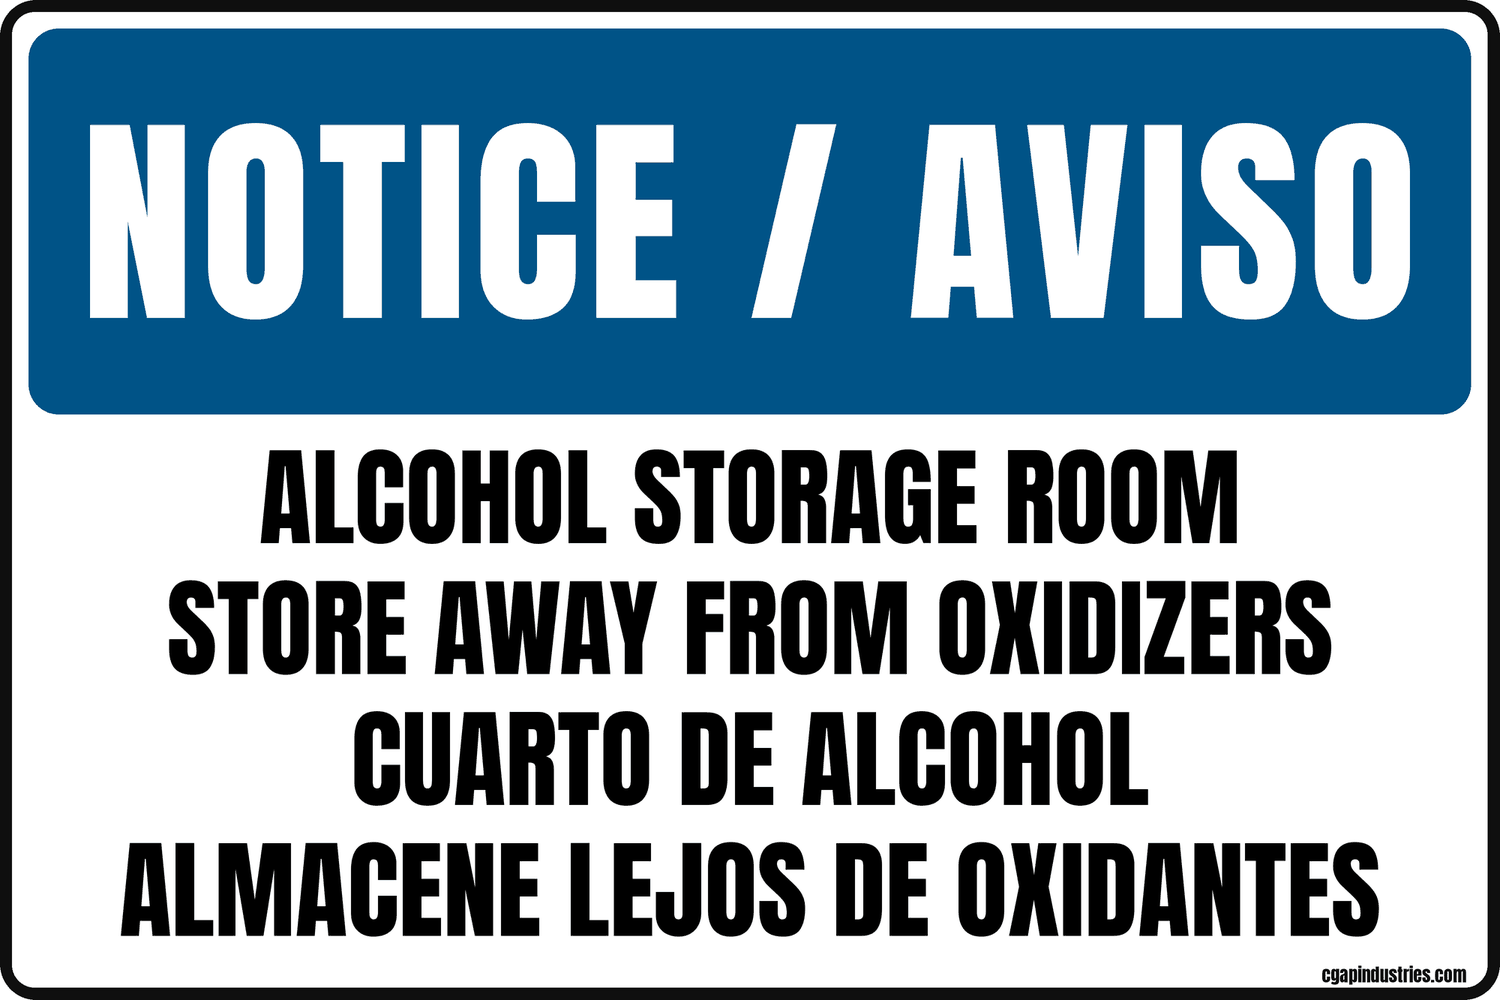 NOTICE / AVISO
ALCOHOL STORAGE ROOM
STORE AWAY FROM OXIDIZERS
CUARTO DE ALCOHOL
ALMACENE LEJOS DE OXIDANTES
cgapindustries.com